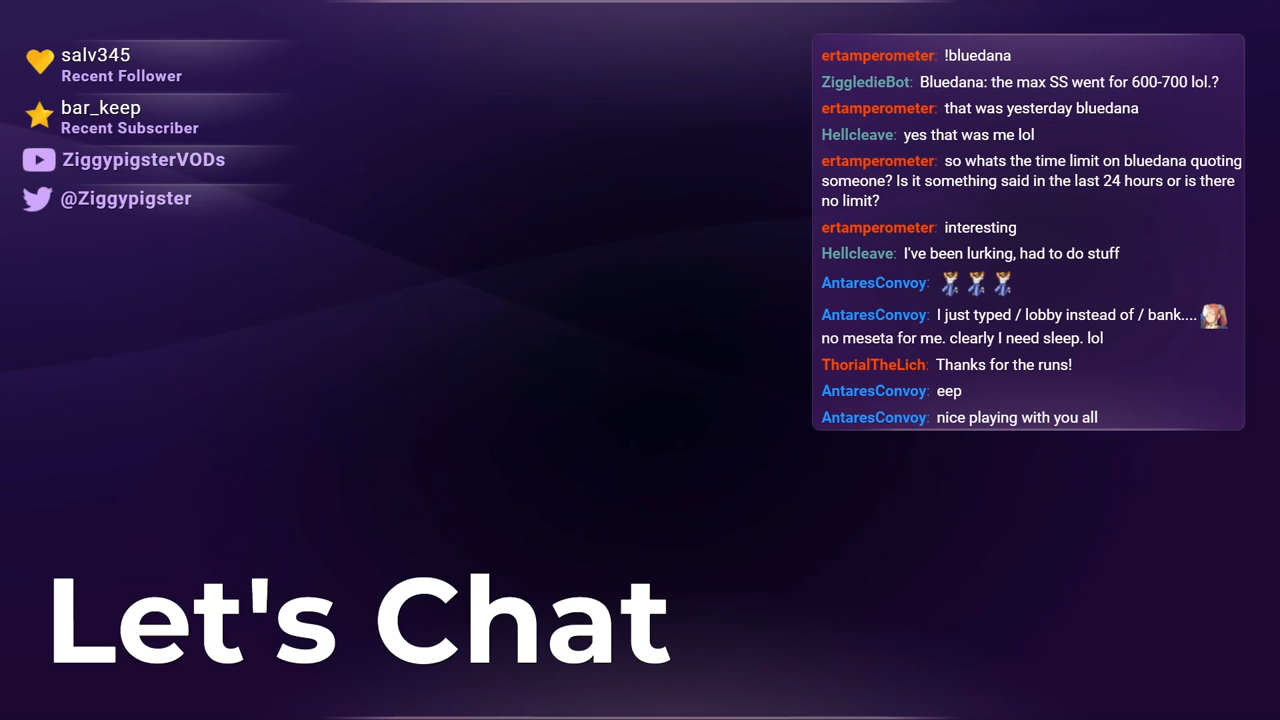 salv345
Recent Follower
bar_keep
Recent Subscriber
ZiggypigsterVODs
@Ziggypigster
ertamperometer: !bluedana
ZiggledieBot: Bluedana: the max SS went for 600-700 lol.?
ertamperometer: that was yesterday bluedana
Hellcleave: yes that was me lol
ertamperometer: so whats the time limit on bluedana quoting
someone? Is it something said in the last 24 hours or is there
no limit?
ertamperometer: interesting
Hellcleave: I've been lurking, had to do stuff
AntaresConvoy:
AntaresConvoy: I just typed / lobby instead of / bank....
no meseta for me. clearly I need sleep. lol
ThorialTheLich: Thanks for the runs!
AntaresConvoy: eep
AntaresConvoy: nice playing with you all
Let's Chat